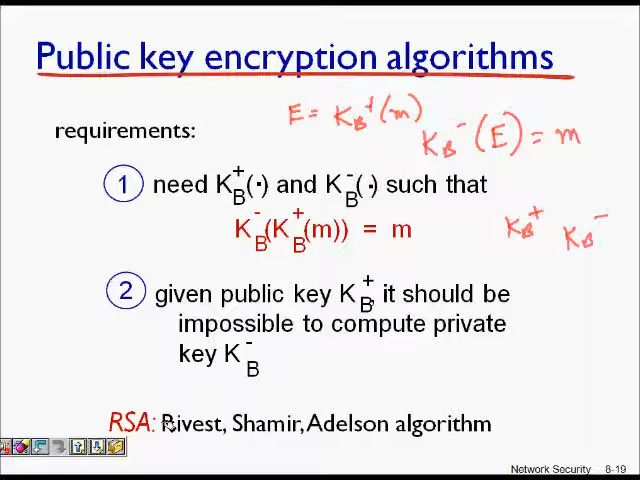 Public key encryption algorithms
E = K_B^+(m)
requirements:
K_B^-(E) = m
1 need K_B^+(·) and K_B^-(·) such that
K_B^-(K_B^+(m)) = m
K_B^+ K_B^-
2 given public key K_B^+, it should be
impossible to compute private
key K_B^-
RSA: Rivest, Shamir, Adelson algorithm
Network Security 8-19